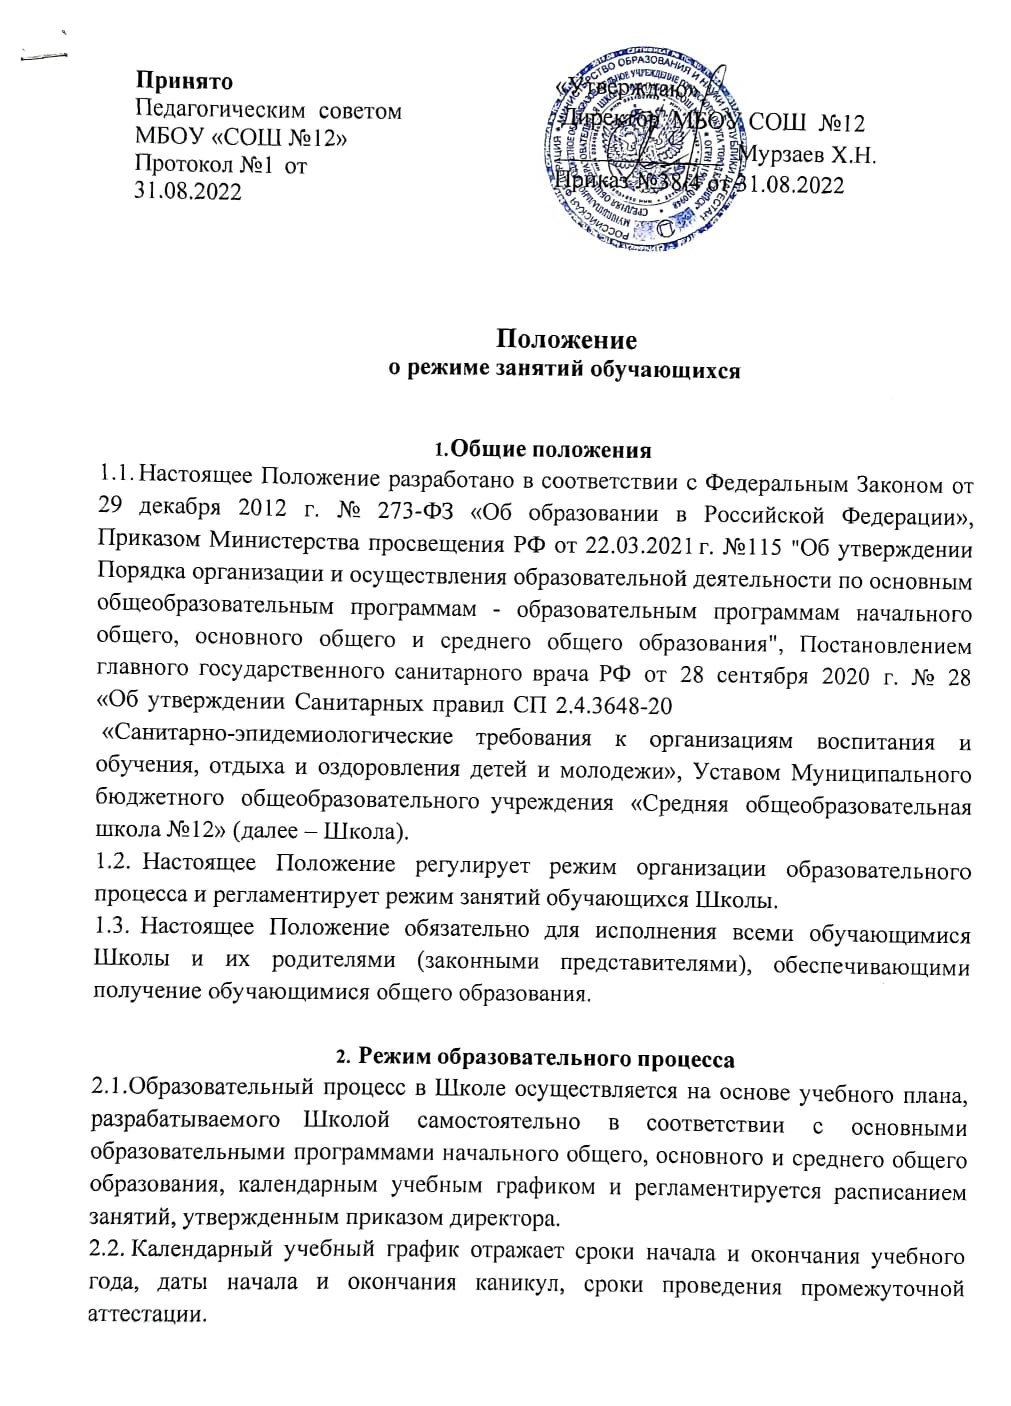 Принято
Педагогическим советом
МБОУ «СОШ №12»
Протокол №1 от
31.08.2022
«Утверждаю»
Директор МБОУ СОШ №12
Мурзаев Х.Н.
Приказ №38/4 от 31.08.2022
Положение
о режиме занятий обучающихся
1.Общие положения
1.1. Настоящее Положение разработано в соответствии с Федеральным Законом от
29 декабря 2012 г. № 273-ФЗ «Об образовании в Российской Федерации»,
Приказом Министерства просвещения РФ от 22.03.2021 г. №115 "Об утверждении
Порядка организации и осуществления образовательной деятельности по основным
общеобразовательным программам - образовательным программам начального
общего, основного общего и среднего общего образования", Постановлением
главного государственного санитарного врача РФ от 28 сентября 2020 г. № 28
«Об утверждении Санитарных правил СП 2.4.3648-20
«Санитарно-эпидемиологические требования к организациям воспитания и
обучения, отдыха и оздоровления детей и молодежи», Уставом Муниципального
бюджетного общеобразовательного учреждения «Средняя общеобразовательная
школа №12» (далее – Школа).
1.2. Настоящее Положение регулирует режим организации образовательного
процесса и регламентирует режим занятий обучающихся Школы.
1.3. Настоящее Положение обязательно для исполнения всеми обучающимися
Школы и их родителями (законными представителями), обеспечивающими
получение обучающимися общего образования.
2. Режим образовательного процесса
2.1.Образовательный процесс в Школе осуществляется на основе учебного плана,
разрабатываемого Школой самостоятельно в соответствии с основными
образовательными программами начального общего, основного и среднего общего
образования, календарным учебным графиком и регламентируется расписанием
занятий, утвержденным приказом директора.
2.2. Календарный учебный график отражает сроки начала и окончания учебного
года, даты начала и окончания каникул, сроки проведения промежуточной
аттестации.